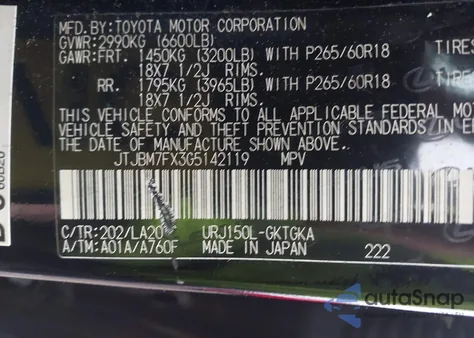 MFD.BY:TOYOTA MOTOR CORPORATION
GVWR:2990KG (6600LB)
GAWR:FRT. 1450KG (3200LB) WITH P265/60R18 TIRES
18X7 1/2J RIMS.
RR. 1795KG (3965LB) WITH P265/60R18 TIRES
18X7 1/2J RIMS.
THIS VEHICLE CONFORMS TO ALL APPLICABLE FEDERAL MOT
VEHICLE SAFETY AND THEFT PREVENTION STANDARDS IN EF
THE DATE OF MANUFACTURE SHOWN ABOVE.
JTJBM7FX3G5142119 MPV
C/TR:202/LA20 URJ150L-GKTGKA
A/TM:A01A/A760F MADE IN JAPAN 222
autoSnap